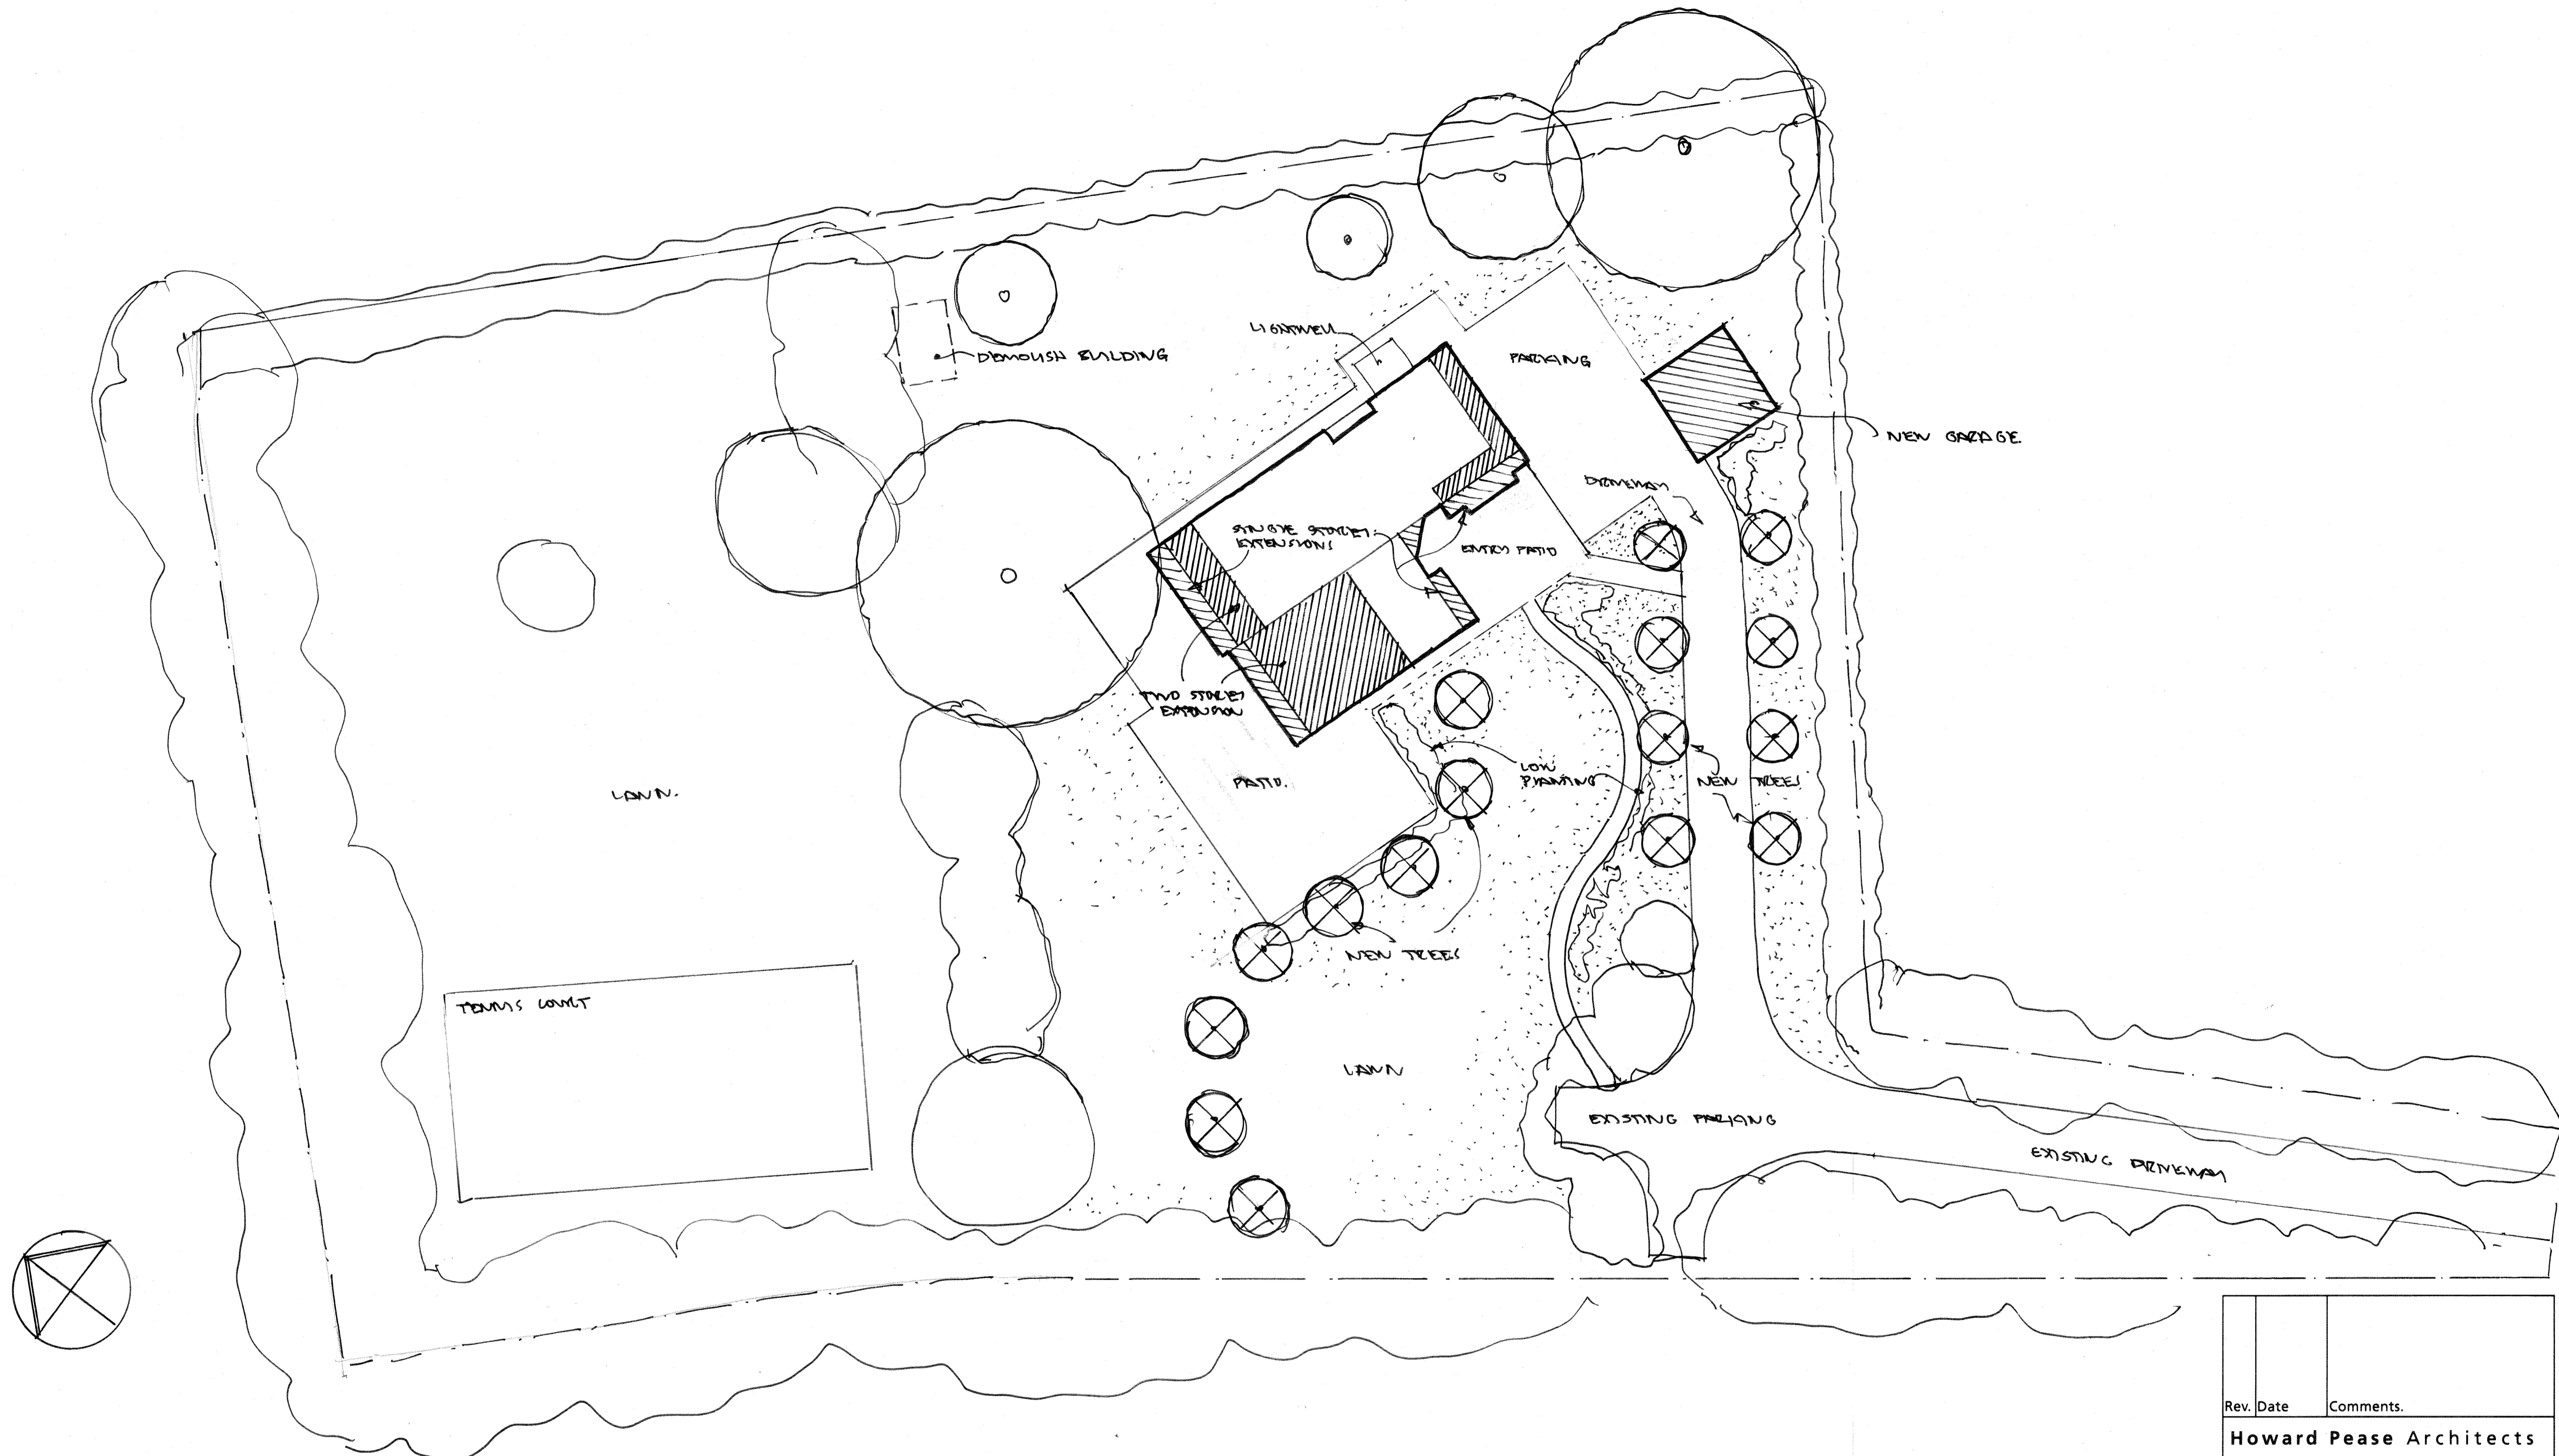 LIGHTWELL
DEMOLISH BUILDING
PARKING
NEW GARAGE
DRIVEWAY
SINGLE STOREY
EXTENSIONS
ENTRY PATIO
TWO STOREY
EXTENSION
LOW
PLANTING
NEW TREES
PATIO.
LAWN.
NEW TREES
TENNIS COURT
LAWN
EXISTING PARKING
EXISTING DRIVEWAY
Rev. Date Comments.
Howard Pease Architects